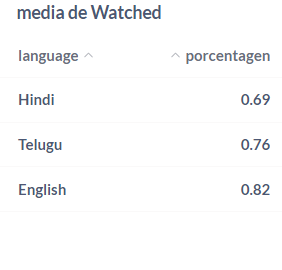 media de Watched
language porcentagen
Hindi 0.69
Telugu 0.76
English 0.82